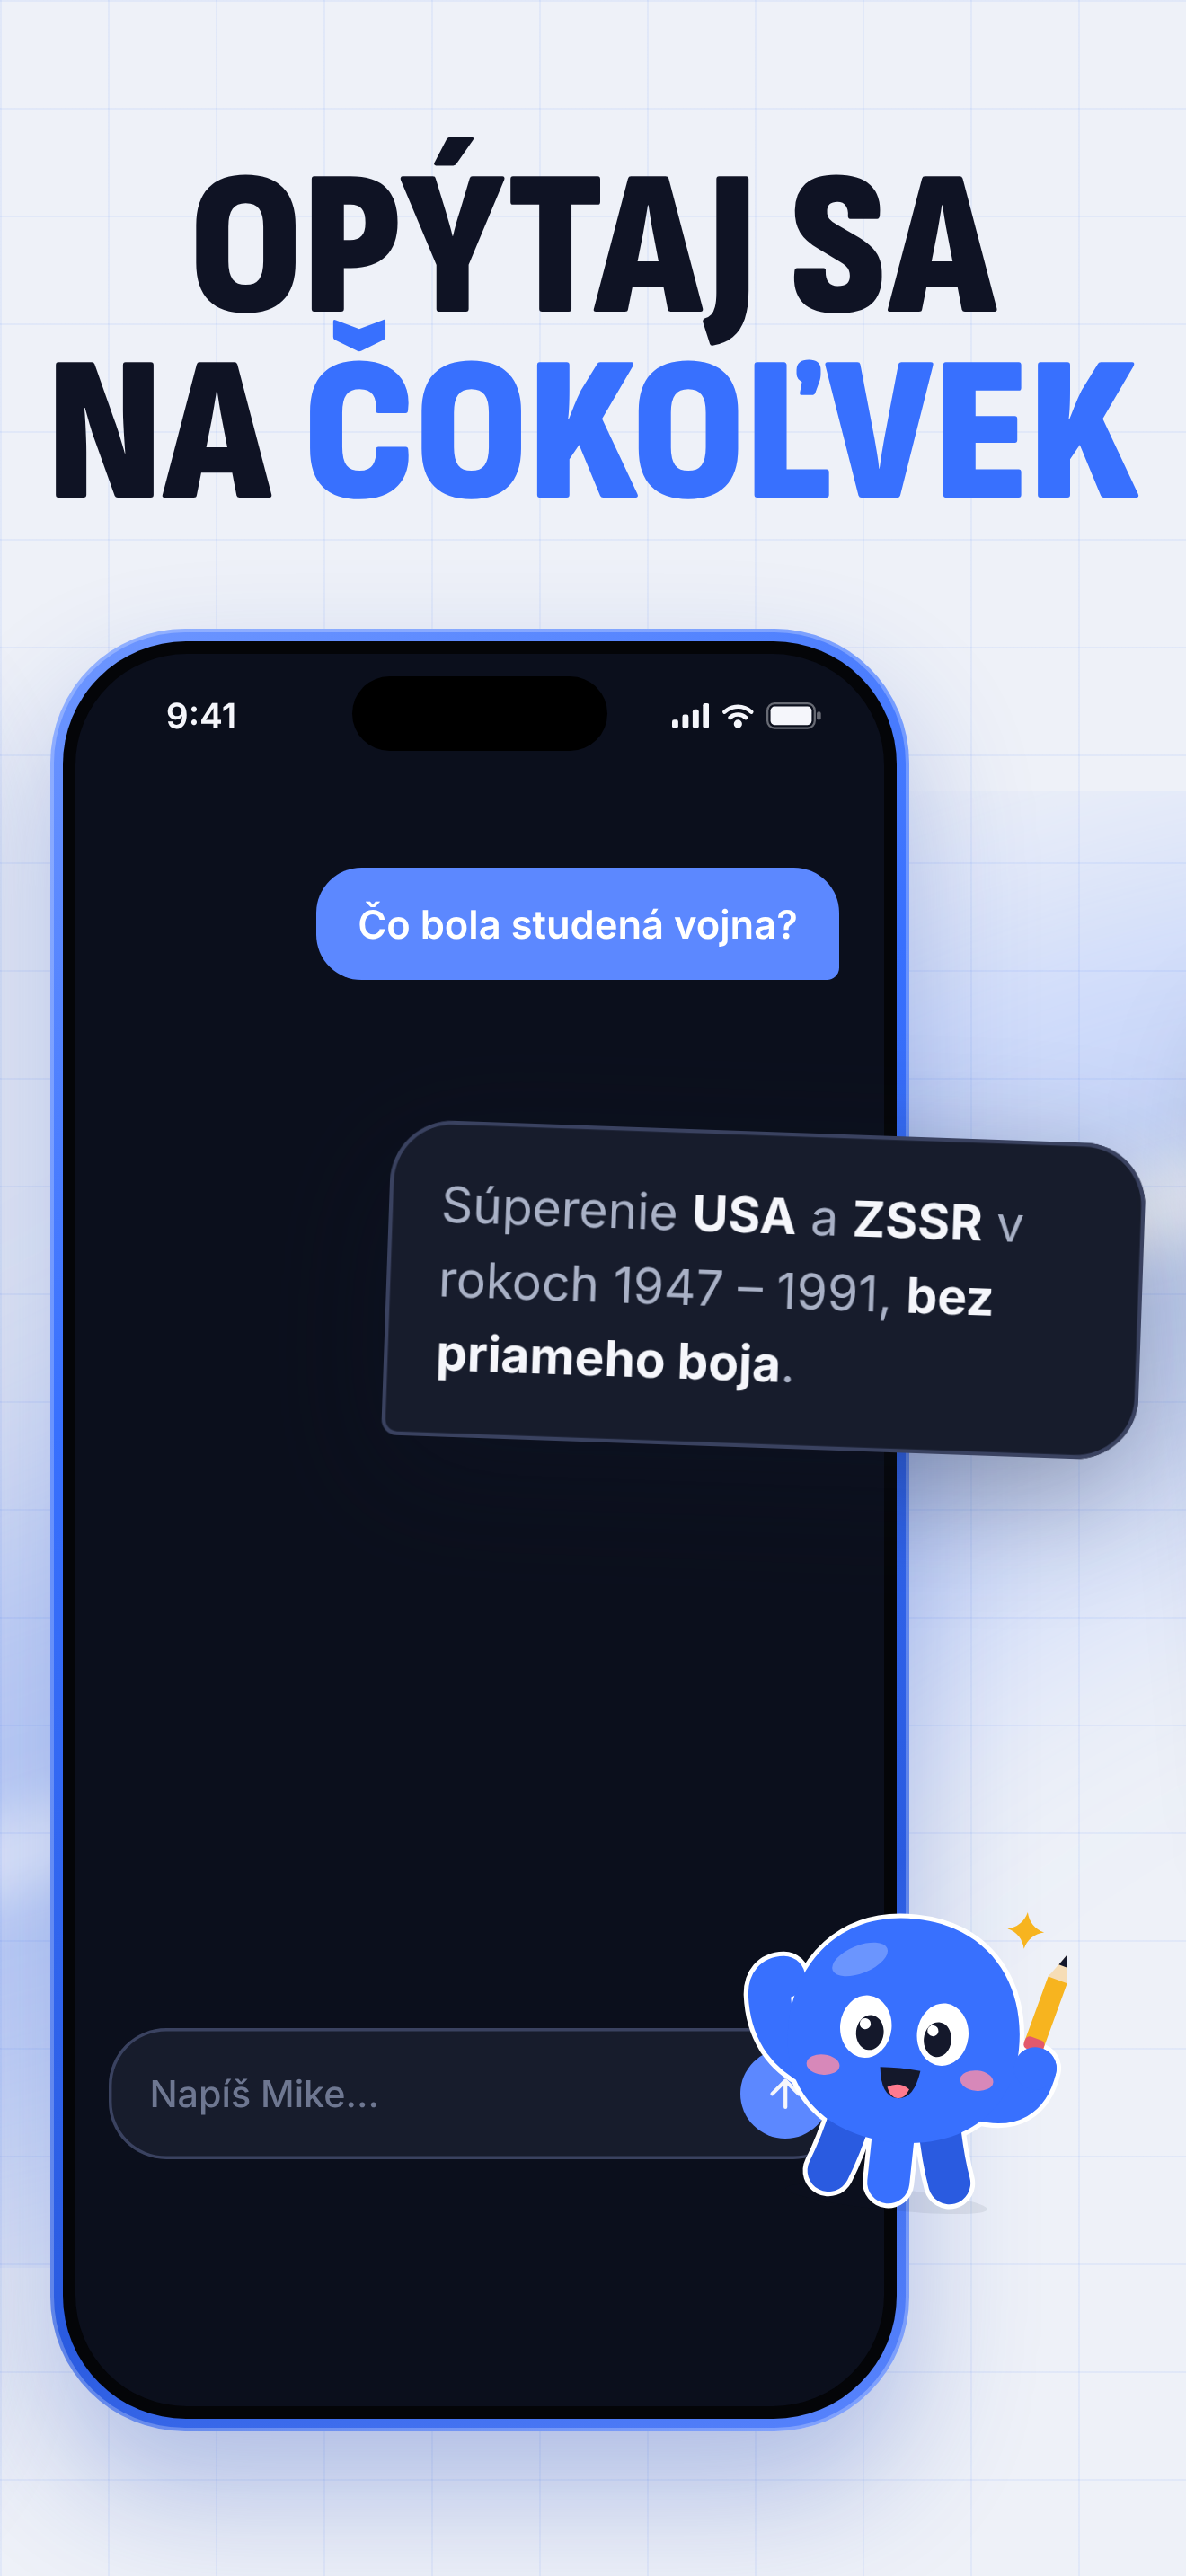 OPÝTAJ SA
NA ČOKOĽVEK
9:41
Čo bola studená vojna?
Súperenie USA a ZSSR v
rokoch 1947 – 1991, bez
priameho boja.
Napíš Mike...